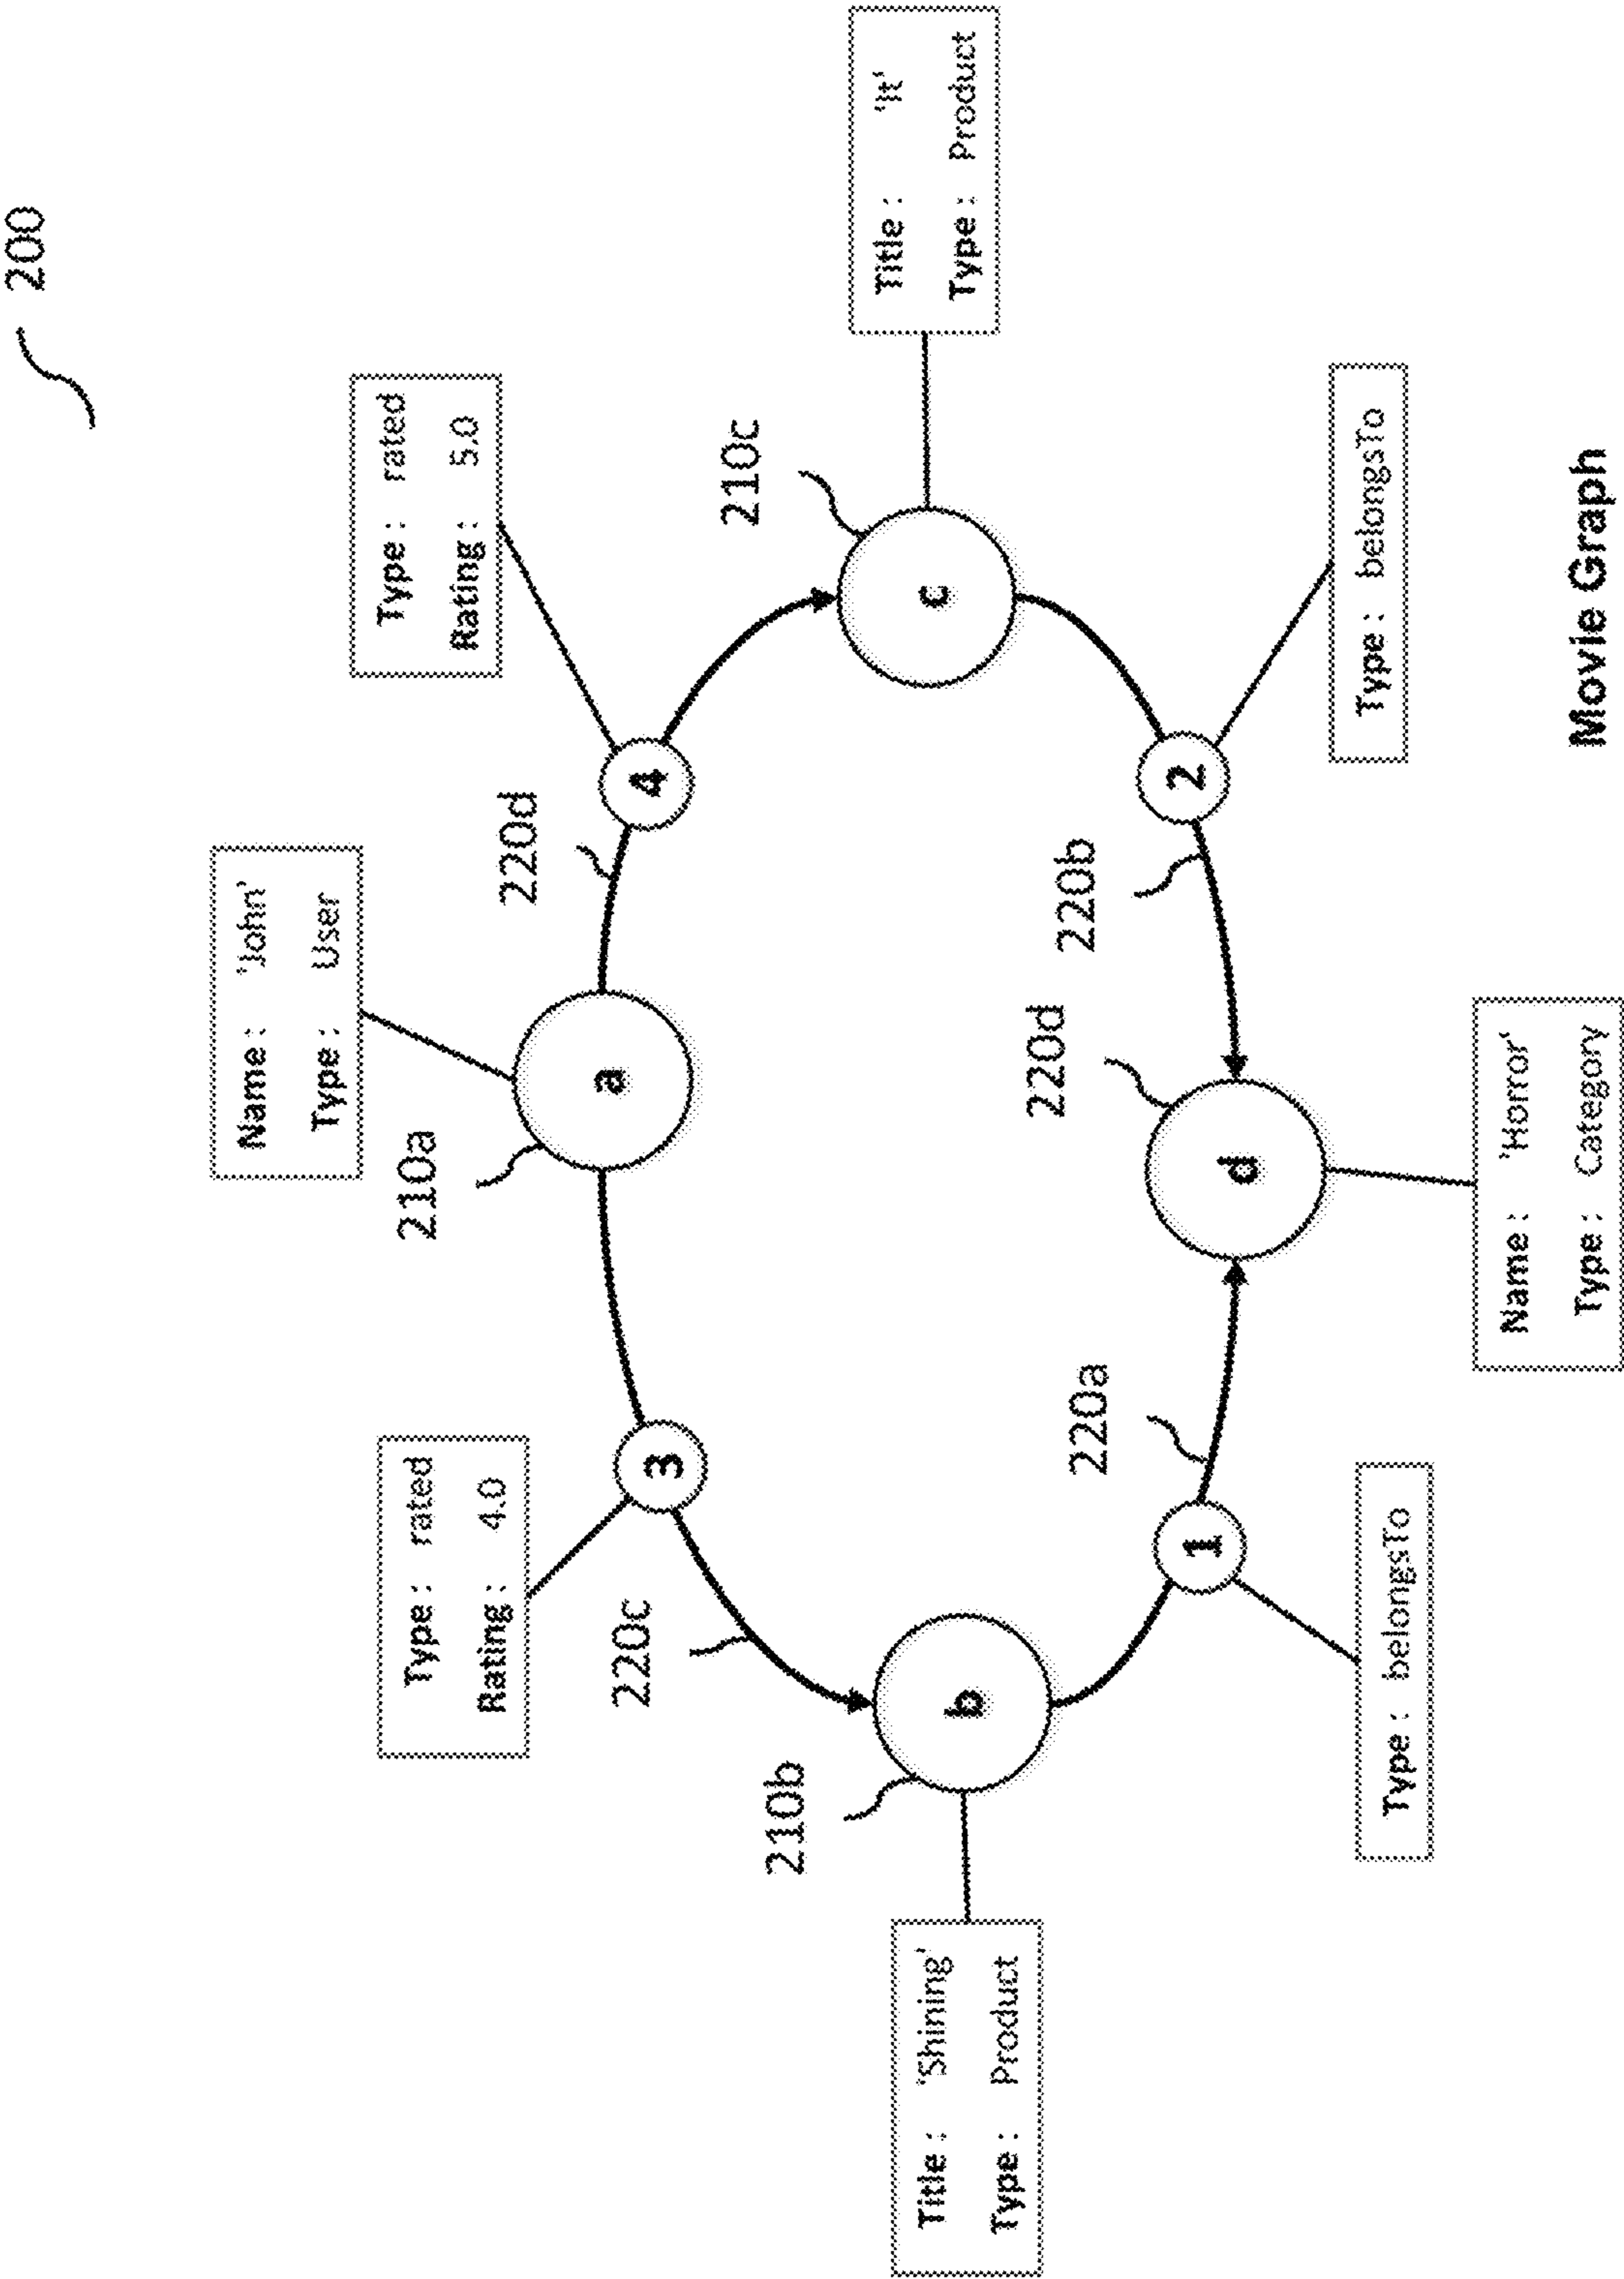 200
Name : 'John'
Type : User
210a
Type : rated
Rating : 4.0
220c
3
a
220d
4
Type : rated
Rating : 5.0
210b
b
Title : 'Shining'
Type : Product
210c
c
Title : 'It'
Type : Product
220a
1
Type : belongsTo
220d
d
Name : 'Horror'
Type : Category
220b
2
Type : belongsTo
Movie Graph